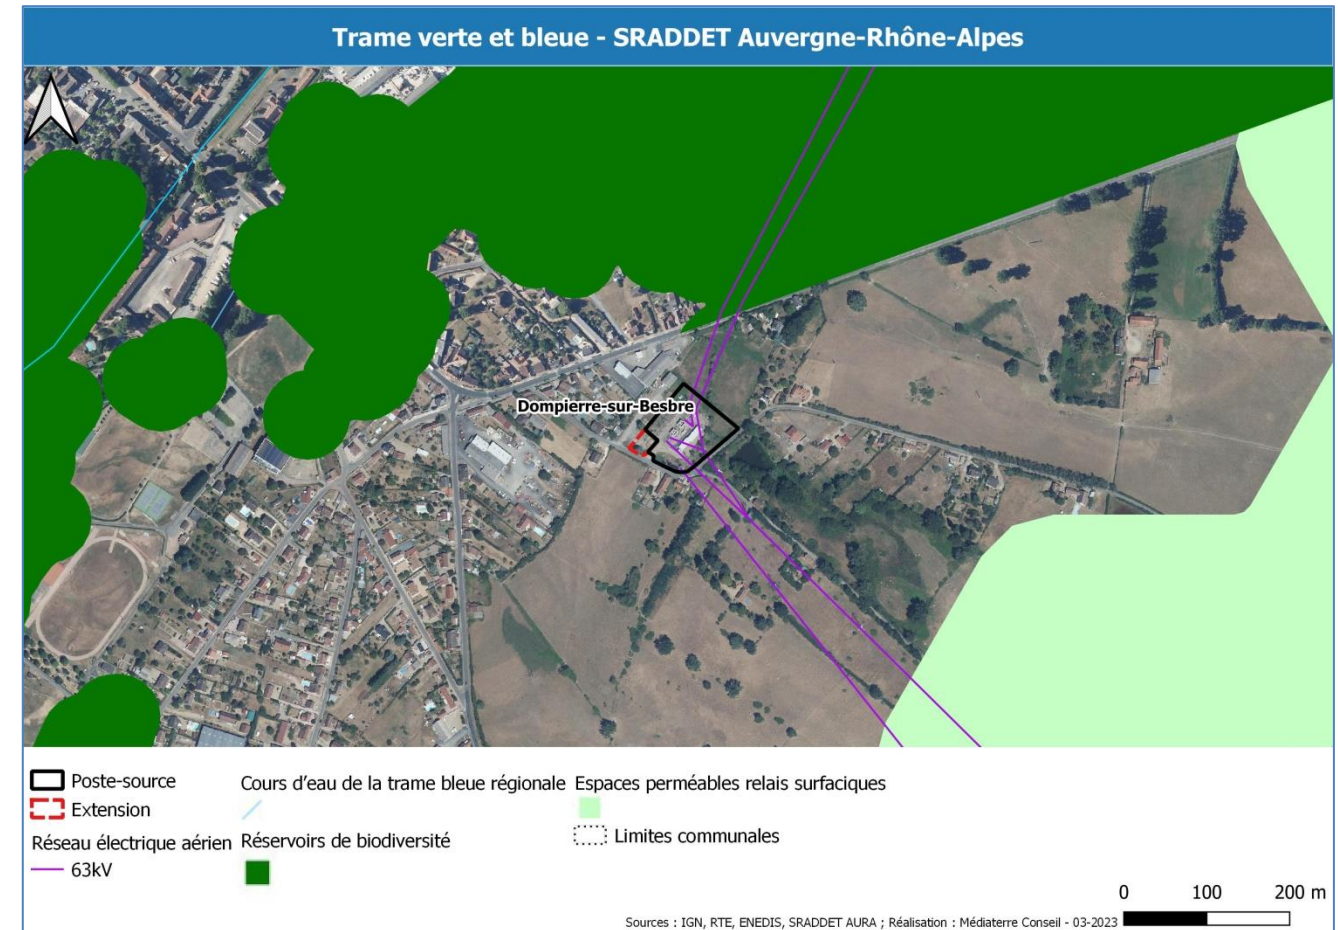 Trame verte et bleue - SRADDET Auvergne-Rhône-Alpes
Dompierre-sur-Besbre
Poste-source
Extension
Réseau électrique aérien
63kV
Cours d'eau de la trame bleue régionale
Réservoirs de biodiversité
Espaces perméables relais surfaciques
Limites communales
0 100 200 m
Sources : IGN, RTE, ENEDIS, SRADDET AURA ; Réalisation : Médiaterre Conseil - 03-2023